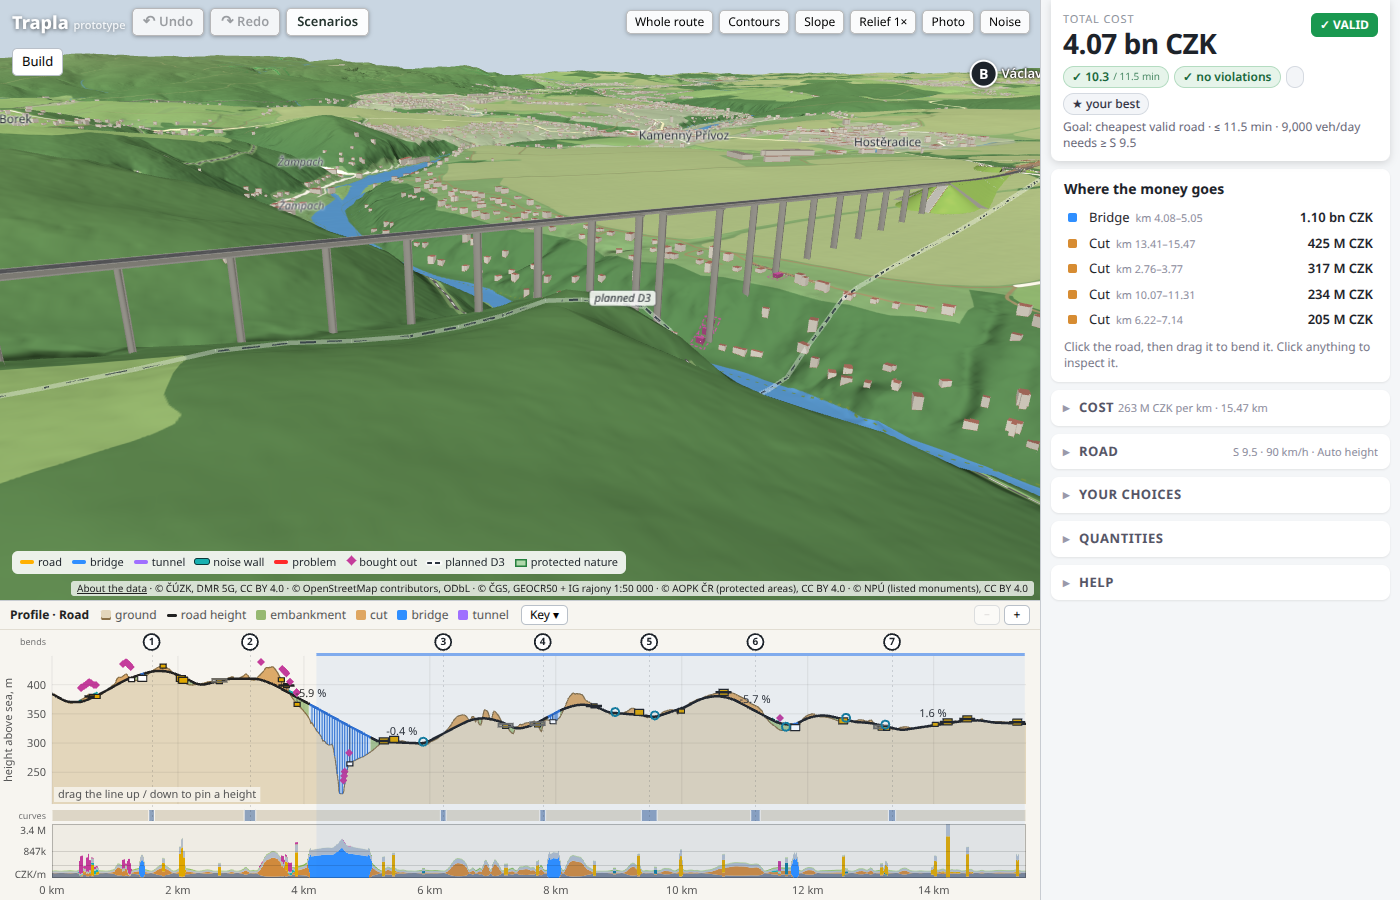 Trapla prototype
↶ Undo
↷ Redo
Scenarios
Whole route
Contours
Slope
Relief 1×
Photo
Noise
Build
B Václav
Borek
Žampach
Žampach
Kamenný Přívoz
Hostěradice
planned D3
road
bridge
tunnel
noise wall
problem
bought out
planned D3
protected nature
About the data · © ČÚZK, DMR 5G, CC BY 4.0 · © OpenStreetMap contributors, ODbL · © ČGS, GEOCR50 + IG rajony 1:50 000 · © AOPK ČR (protected areas), CC BY 4.0 · © NPÚ (listed monuments), CC BY 4.0
TOTAL COST
4.07 bn CZK
✓ VALID
✓ 10.3 / 11.5 min
✓ no violations
★ your best
Goal: cheapest valid road · ≤ 11.5 min · 9,000 veh/day
needs ≥ S 9.5
Where the money goes
Bridge km 4.08–5.05 1.10 bn CZK
Cut km 13.41–15.47 425 M CZK
Cut km 2.76–3.77 317 M CZK
Cut km 10.07–11.31 234 M CZK
Cut km 6.22–7.14 205 M CZK
Click the road, then drag it to bend it. Click anything to
inspect it.
▶ COST 263 M CZK per km · 15.47 km
▶ ROAD S 9.5 · 90 km/h · Auto height
▶ YOUR CHOICES
▶ QUANTITIES
▶ HELP
Profile · Road
ground
road height
embankment
cut
bridge
tunnel
Key ▾
−
+
bends
1 2 3 4 5 6 7
height above sea, m
400
350
300
250
5.9 %
-0.4 %
5.7 %
1.6 %
drag the line up / down to pin a height
curves
3.4 M
847k
CZK/m
0 km 2 km 4 km 6 km 8 km 10 km 12 km 14 km